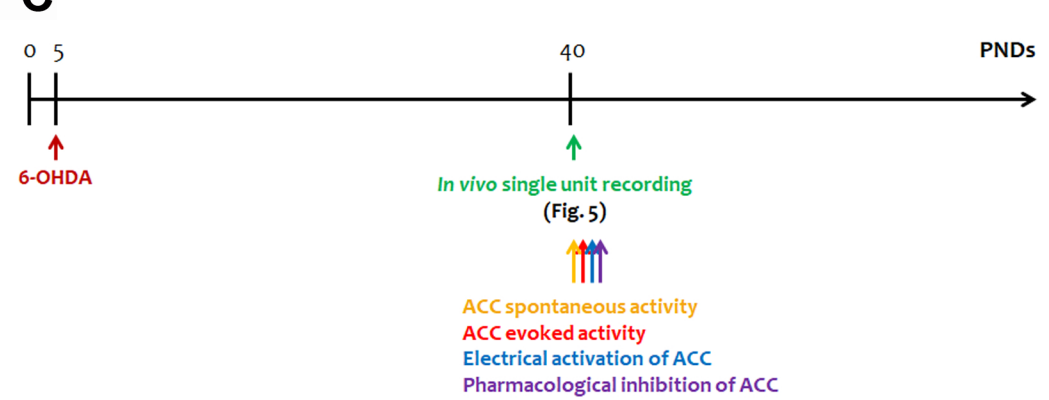 0 5 40 PNDs
6-OHDA
In vivo single unit recording
(Fig. 5)
ACC spontaneous activity
ACC evoked activity
Electrical activation of ACC
Pharmacological inhibition of ACC